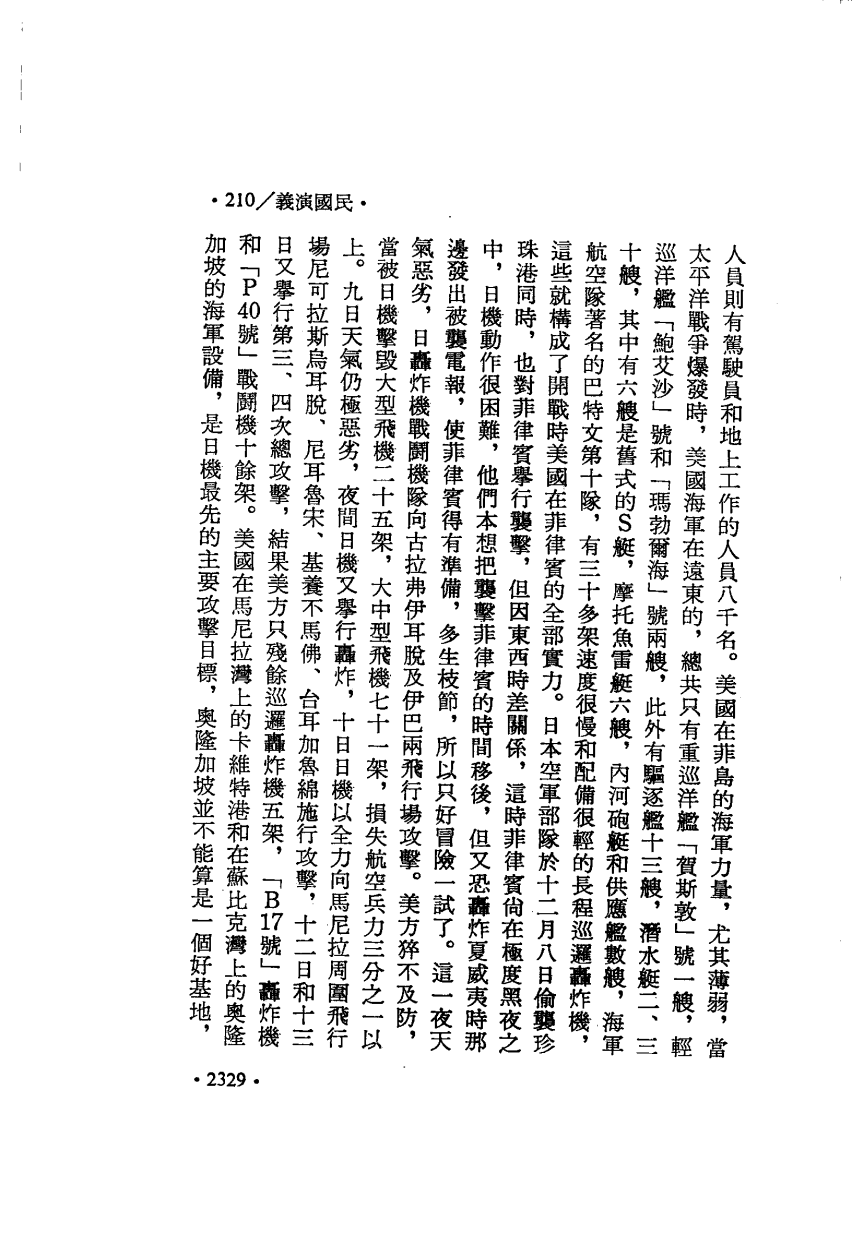 ·210/義演國民·
人員則有駕駛員和地上工作的人員八千名。美國在菲島的海軍力量，尤其薄弱，當
太平洋戰爭爆發時，美國海軍在遠東的，總共只有重巡洋艦「賀斯敦」號一艘，輕
巡洋艦「鮑艾沙」號和「瑪勃爾海」號兩艘，此外有驅逐艦十三艘，潛水艇二、三
十艘，其中有六艘是舊式的S艇，摩托魚雷艇六艘，內河砲艇和供應艦數艘，海軍
航空隊著名的巴特文第十隊，有三十多架速度很慢和配備很輕的長程巡邏轟炸機，
這些就構成了開戰時美國在菲律賓的全部實力。日本空軍部隊於十二月八日偷襲珍
珠港同時，也對菲律賓舉行襲擊，但因東西時差關係，這時菲律賓尙在極度黑夜之
中，日機動作很困難，他們本想把襲擊菲律賓的時間移後，但又恐轟炸夏威夷時那
邊發出被襲電報，使菲律賓得有準備，多生枝節，所以只好冒險一試了。這一夜天
氣惡劣，日轟炸機戰鬭機隊向古拉弗伊耳脫及伊巴兩飛行場攻擊。美方猝不及防，
當被日機擊毀大型飛機二十五架，大中型飛機七十一架，損失航空兵力三分之一以
上。九日天氣仍極惡劣，夜間日機又舉行轟炸，十日日機以全力向馬尼拉周圍飛行
場尼可拉斯烏耳脫、尼耳魯宋、基養不馬佛、台耳加魯綿施行攻擊，十二日和十三
日又舉行第三、四次總攻擊，結果美方只殘餘巡邏轟炸機五架，「B17號」轟炸機
和「P40號」戰鬭機十餘架。美國在馬尼拉灣上的卡維特港和在蘇比克灣上的奧隆
加坡的海軍設備，是日機最先的主要攻擊目標，奧隆加坡並不能算是一個好基地，
·2329·